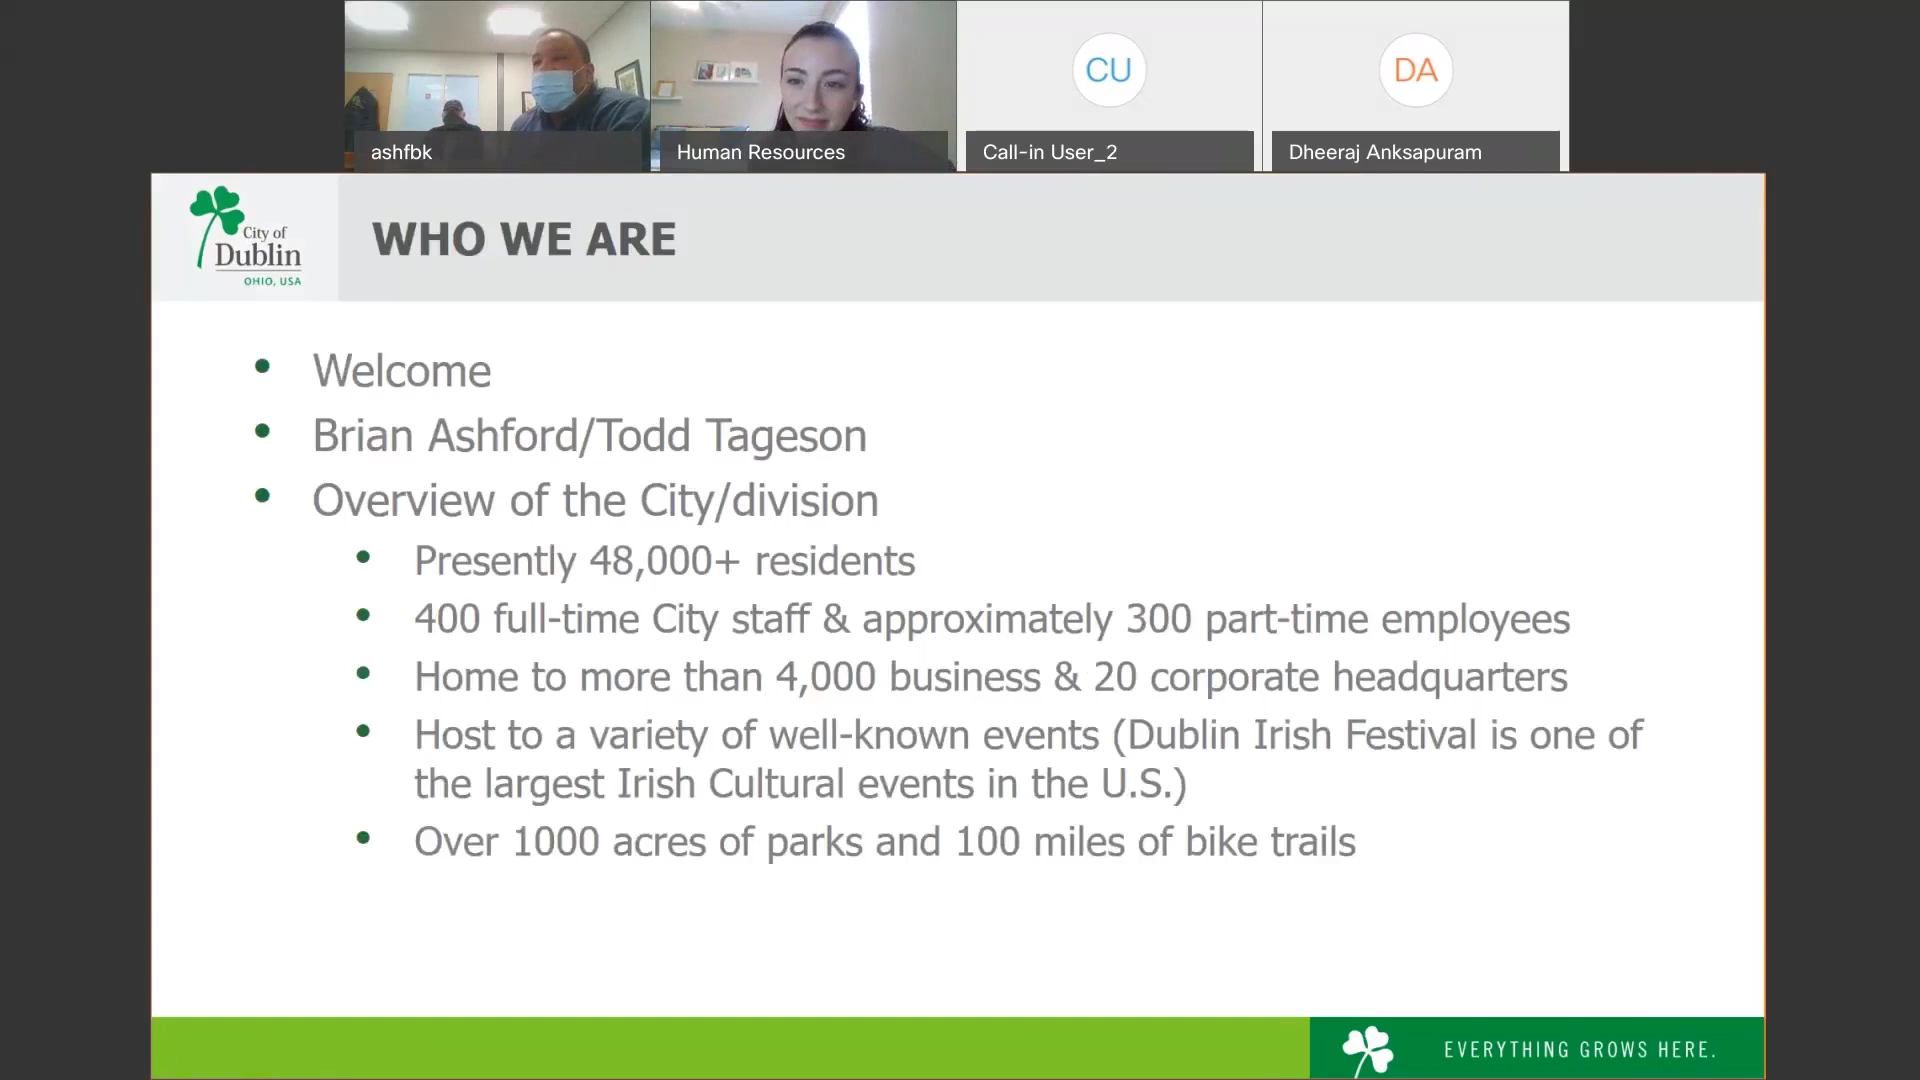 CU
DA
ashfbk
Human Resources
Call-in User_2
Dheeraj Anksapuram
City of
Dublin
OHIO, USA
WHO WE ARE
• Welcome
• Brian Ashford/Todd Tageson
• Overview of the City/division
• Presently 48,000+ residents
• 400 full-time City staff & approximately 300 part-time employees
• Home to more than 4,000 business & 20 corporate headquarters
• Host to a variety of well-known events (Dublin Irish Festival is one of
the largest Irish Cultural events in the U.S.)
• Over 1000 acres of parks and 100 miles of bike trails
EVERYTHING GROWS HERE.